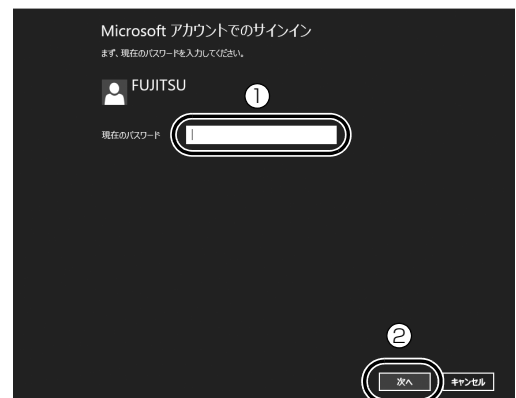 Microsoft アカウントでのサインイン
まず、現在のパスワードを入力してください。
FUJITSU
①
現在のパスワード
②
次へ キャンセル